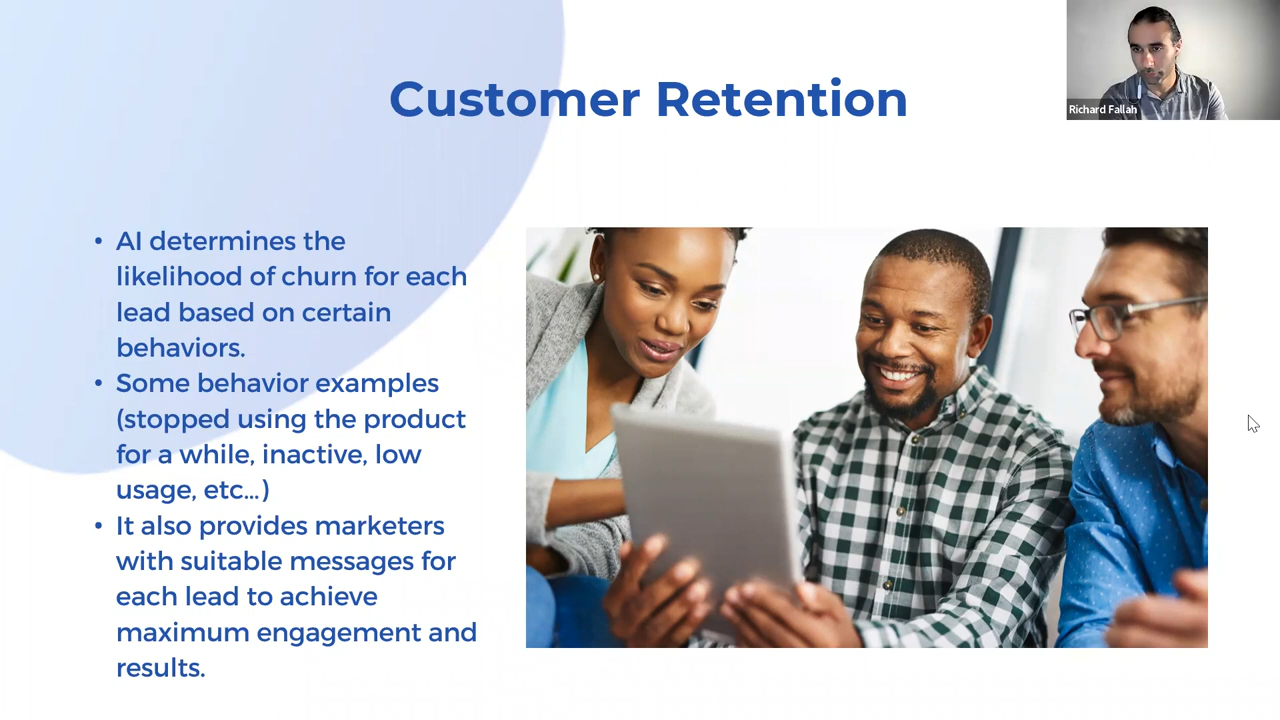 Customer Retention
Richard Fallah
• AI determines the
likelihood of churn for each
lead based on certain
behaviors.
• Some behavior examples
(stopped using the product
for a while, inactive, low
usage, etc...)
• It also provides marketers
with suitable messages for
each lead to achieve
maximum engagement and
results.